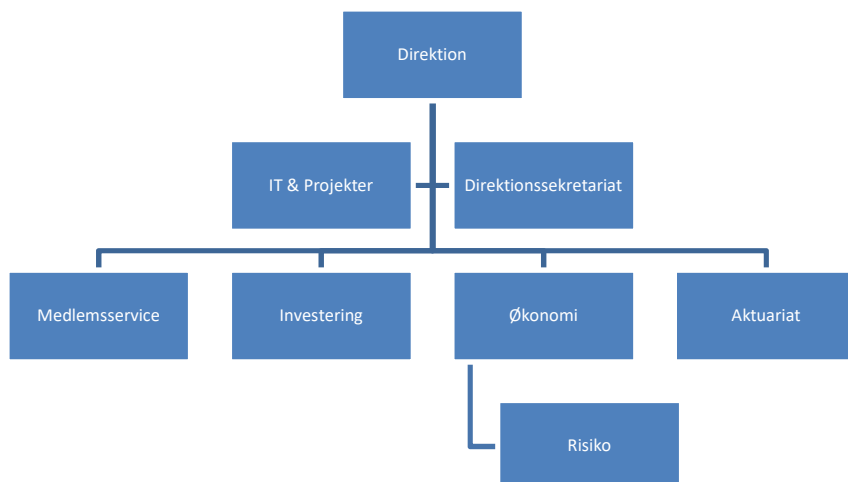 Direktion
IT & Projekter
Direktionssekretariat
Medlemsservice
Investering
Økonomi
Aktuariat
Risiko